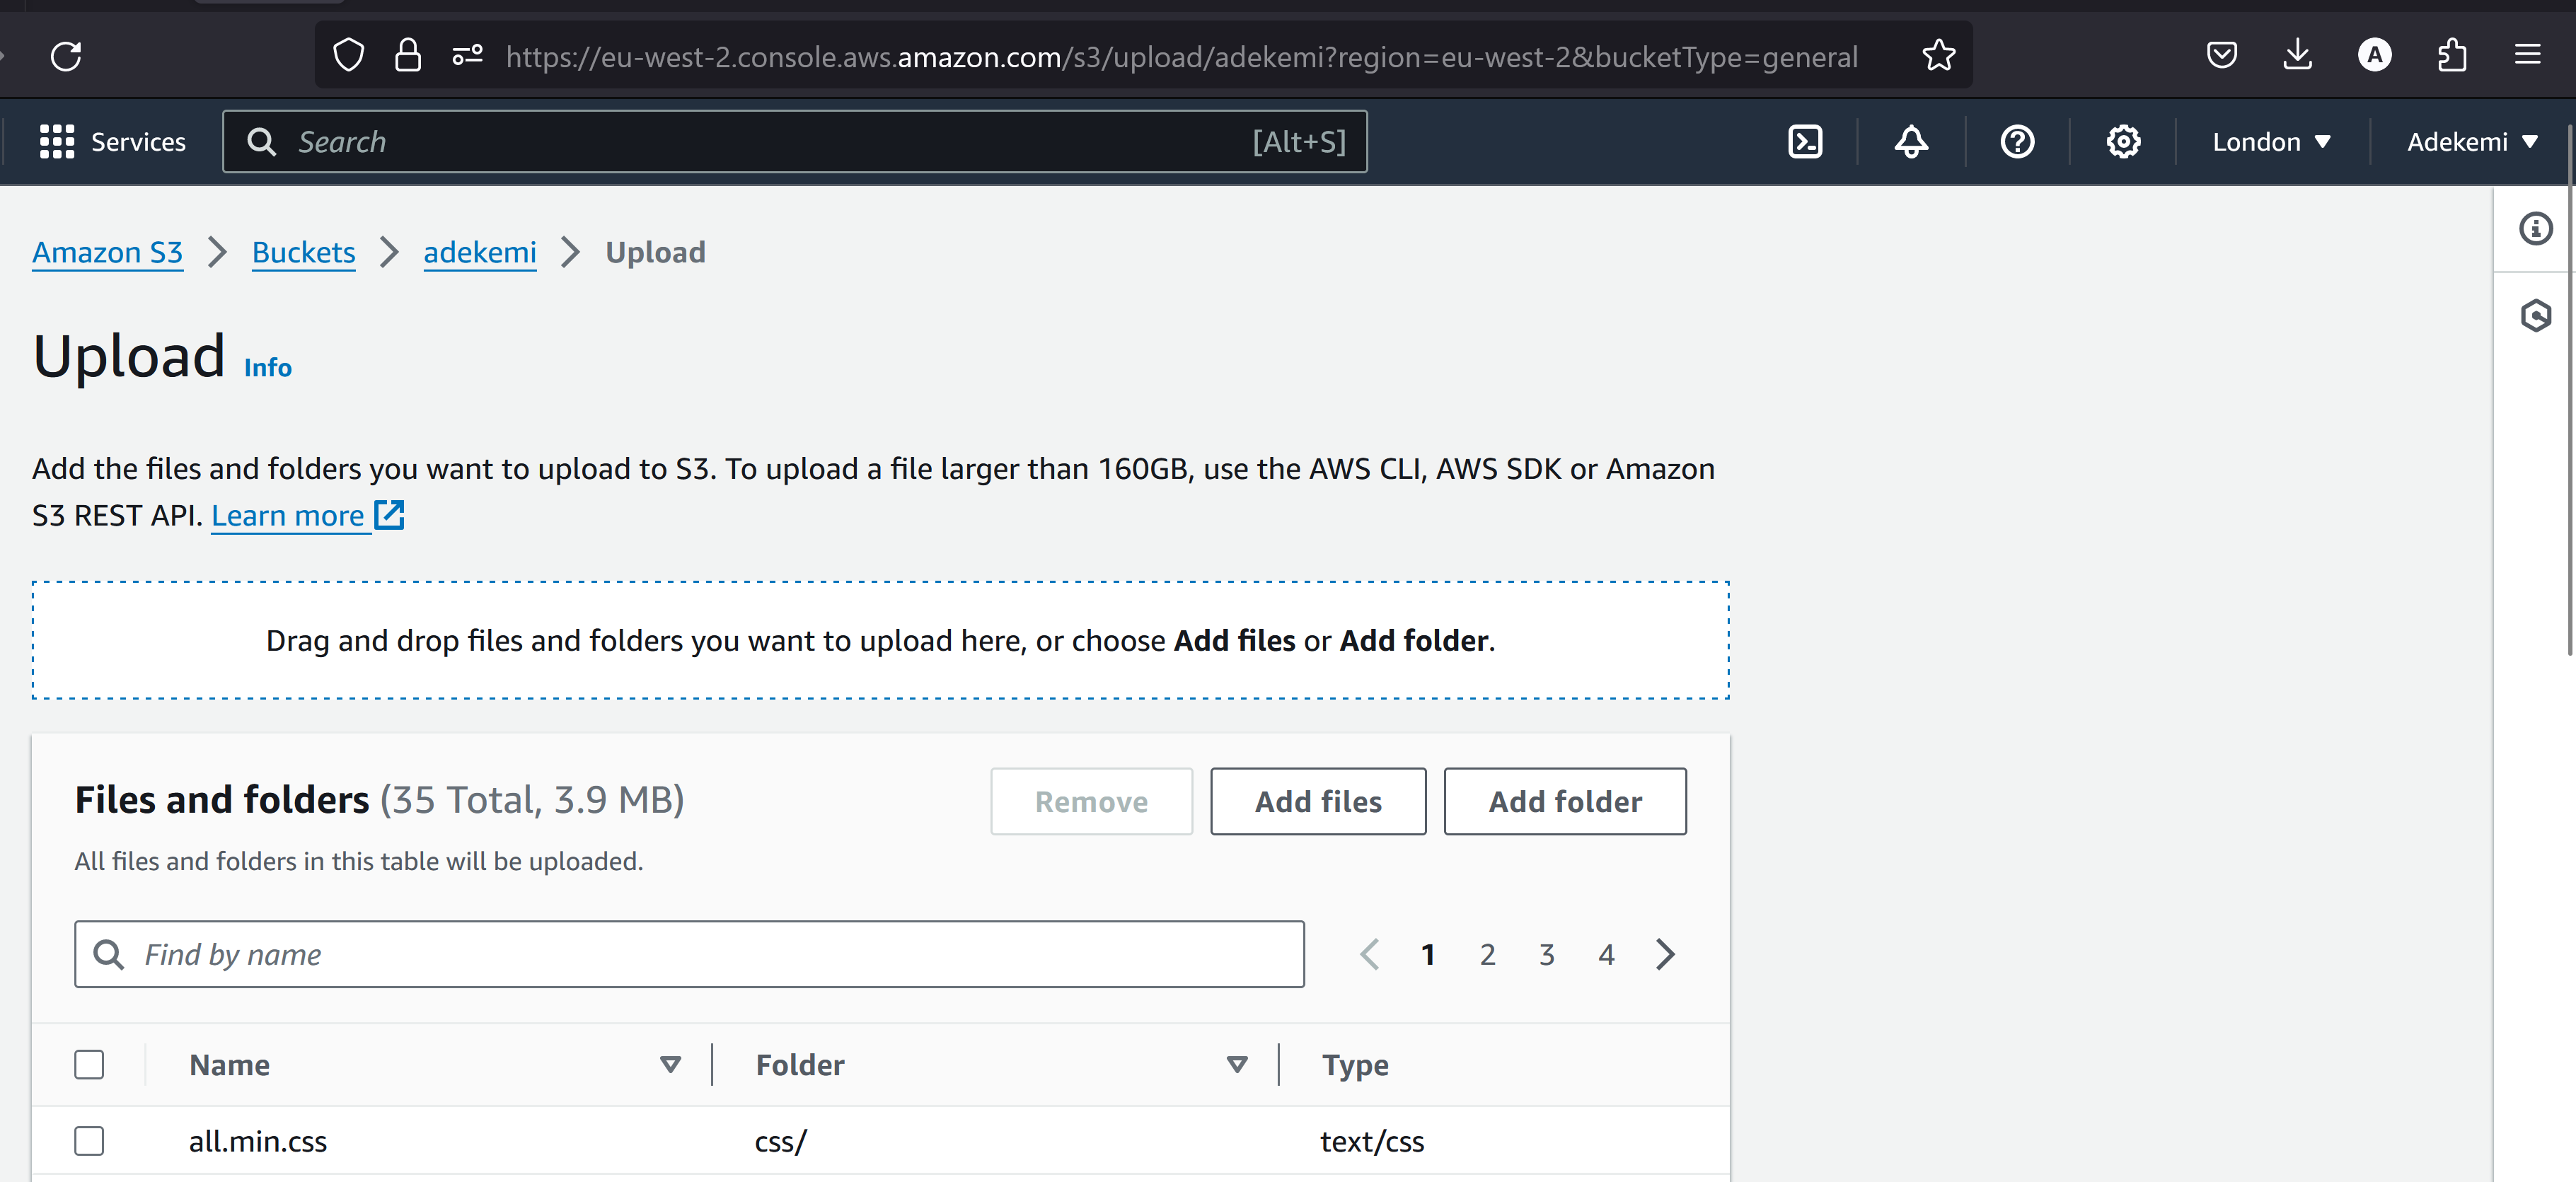 https://eu-west-2.console.aws.amazon.com/s3/upload/adekemi?region=eu-west-2&bucketType=general
A
Services
Search
[Alt+S]
London
Adekemi
Amazon S3
Buckets
adekemi
Upload
Upload Info
Add the files and folders you want to upload to S3. To upload a file larger than 160GB, use the AWS CLI, AWS SDK or Amazon
S3 REST API. Learn more
Drag and drop files and folders you want to upload here, or choose Add files or Add folder.
Files and folders (35 Total, 3.9 MB)
Remove
Add files
Add folder
All files and folders in this table will be uploaded.
Find by name
1 2 3 4
Name
Folder
Type
all.min.css
css/
text/css